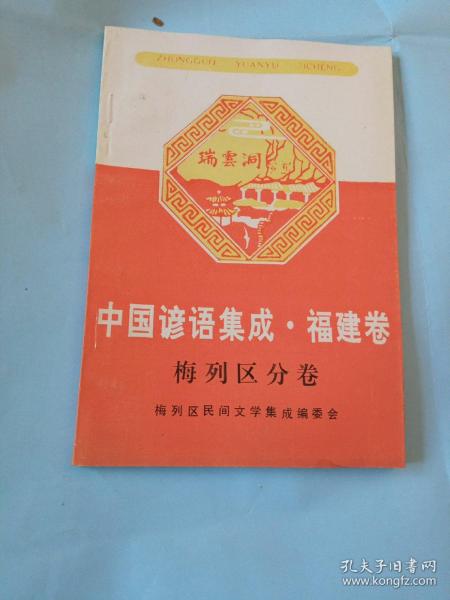 ZHONGGUO YUANYU JICHENG
瑞雲洞
中国谚语集成·福建卷
梅列区分卷
梅列区民间文学集成编委会
孔夫子旧书网
www.kongfz.com